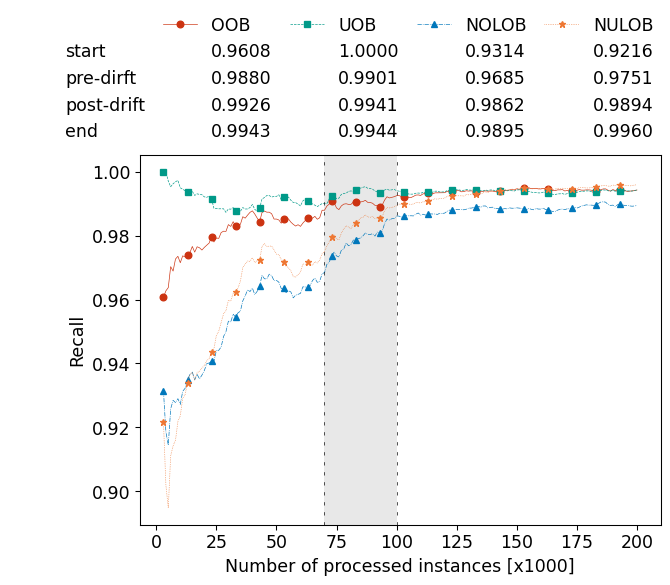 OOB UOB NOLOB NULOB
start 0.9608 1.0000 0.9314 0.9216
pre-dirft 0.9880 0.9901 0.9685 0.9751
post-drift 0.9926 0.9941 0.9862 0.9894
end 0.9943 0.9944 0.9895 0.9960
1.00
0.98
0.96
0.94
0.92
0.90
Recall
0 25 50 75 100 125 150 175 200
Number of processed instances [x1000]